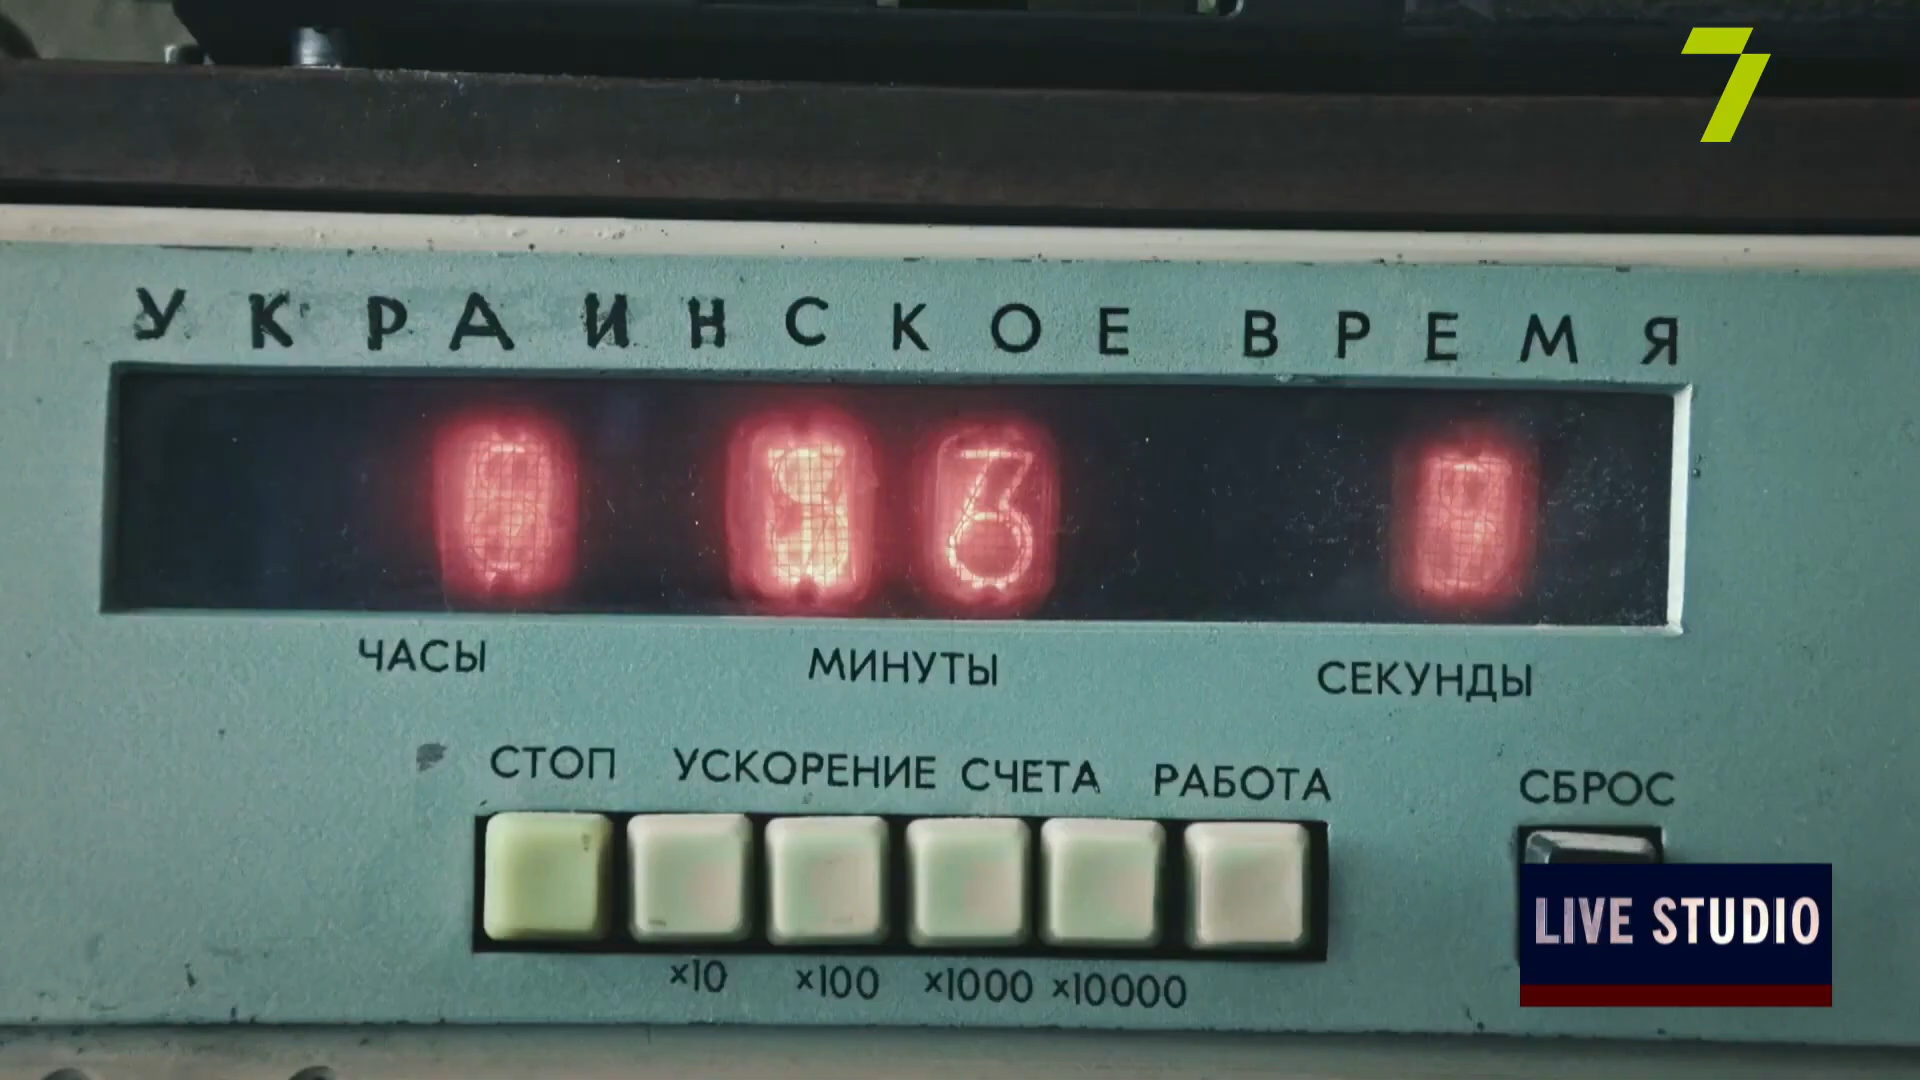 7
УКРАИНСКОЕ ВРЕМЯ
ЧАСЫ МИНУТЫ СЕКУНДЫ
СТОП УСКОРЕНИЕ СЧЕТА РАБОТА СБРОС
×10 ×100 ×1000 ×10000
LIVE STUDIO